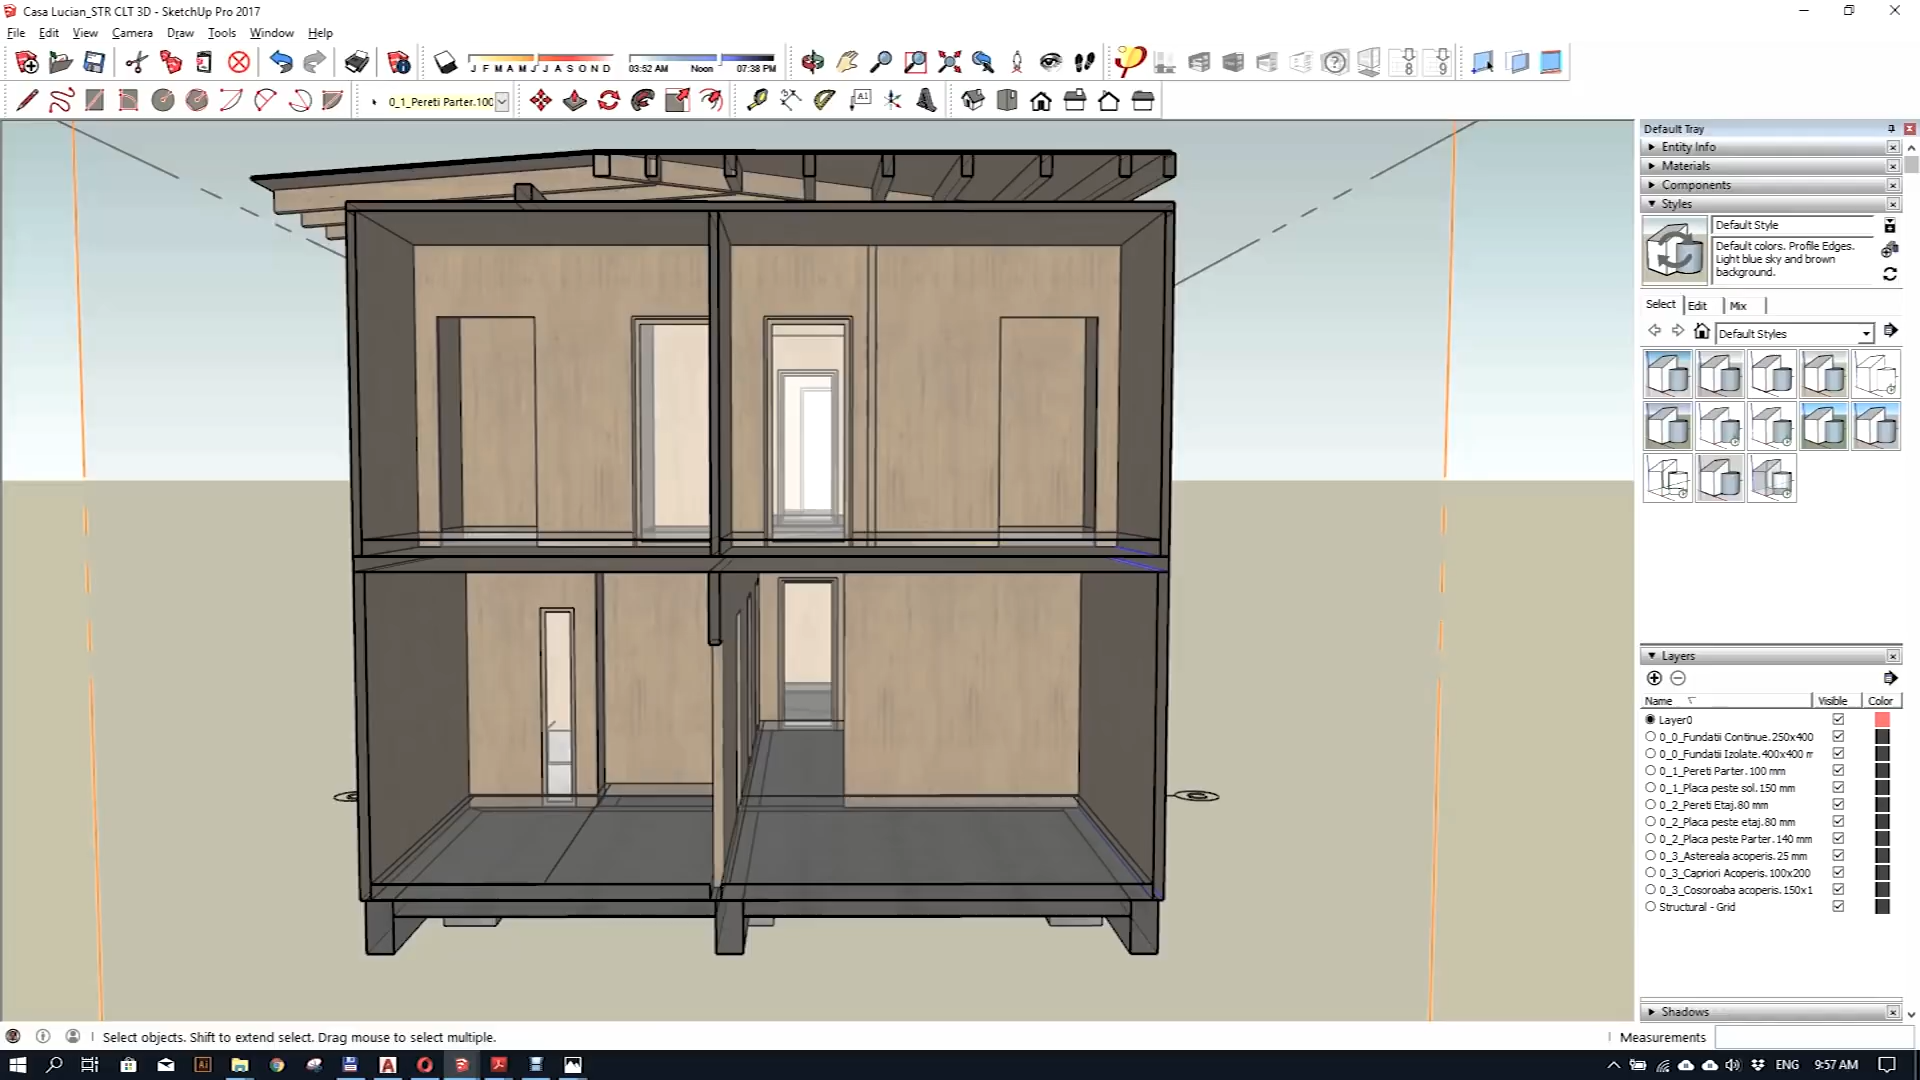 Casa Lucian_STR CLT 3D - SketchUp Pro 2017
File Edit View Camera Draw Tools Window Help
J F M A M J J A S O N D
03:52 AM Noon 07:38 PM
8
9
0_1_Pereti Parter.100
A1
Default Tray
Entity Info
Materials
Components
Styles
Default Style
Default colors. Profile Edges.
Light blue sky and brown
background.
Select Edit Mix
Default Styles
Layers
Name Visible Color
Layer0
0_0_Fundatii Continue.250x400
0_0_Fundatii Izolate.400x400 m
0_1_Pereti Parter.100 mm
0_1_Placa peste sol.150 mm
0_2_Pereti Etaj.80 mm
0_2_Placa peste etaj.80 mm
0_2_Placa peste Parter.140 mm
0_3_Astereala acoperis.25 mm
0_3_Capriori Acoperis.100x200
0_3_Cosoroaba acoperis.150x1
Structural - Grid
Shadows
Select objects. Shift to extend select. Drag mouse to select multiple.
Measurements
Ai
ENG 9:57 AM